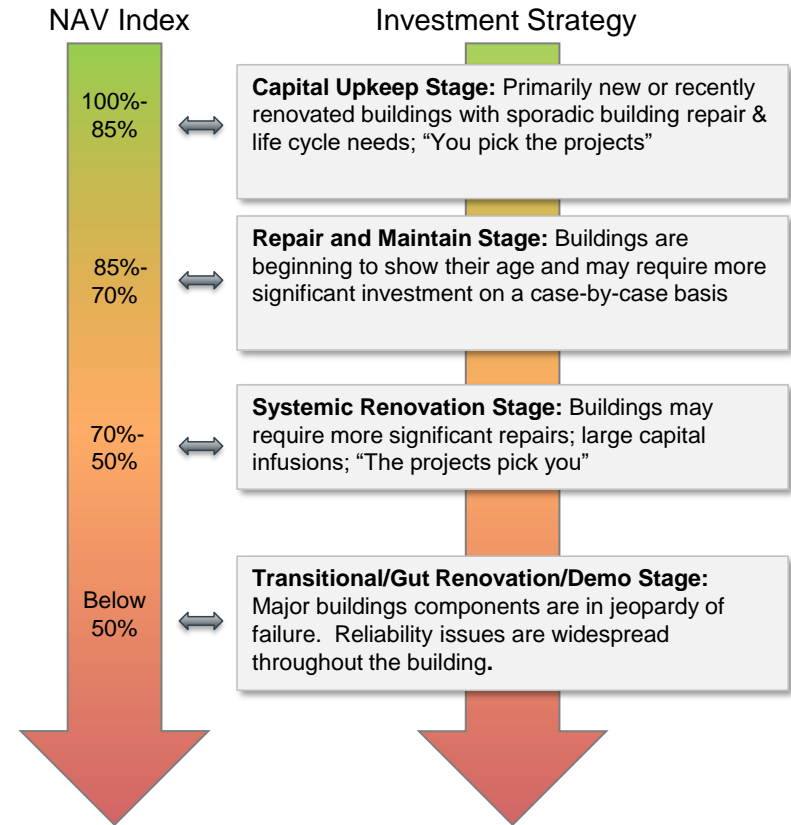 NAV Index
Investment Strategy
100%-
85%
Capital Upkeep Stage: Primarily new or recently
renovated buildings with sporadic building repair &
life cycle needs; “You pick the projects”
85%-
70%
Repair and Maintain Stage: Buildings are
beginning to show their age and may require more
significant investment on a case-by-case basis
70%-
50%
Systemic Renovation Stage: Buildings may
require more significant repairs; large capital
infusions; “The projects pick you”
Below
50%
Transitional/Gut Renovation/Demo Stage:
Major buildings components are in jeopardy of
failure.  Reliability issues are widespread
throughout the building.